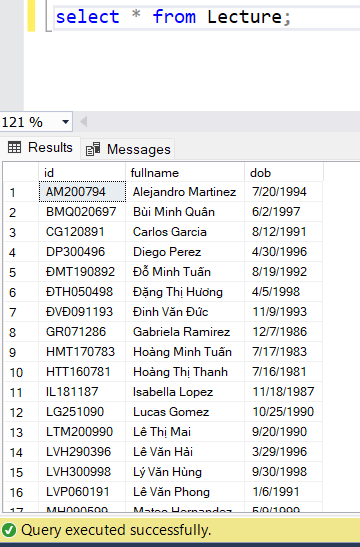 select * from Lecture;
121 %
Results Messages
id fullname dob
1 AM200794 Alejandro Martinez 7/20/1994
2 BMQ020697 Bùi Minh Quân 6/2/1997
3 CG120891 Carlos Garcia 8/12/1991
4 DP300496 Diego Perez 4/30/1996
5 ĐMT190892 Đỗ Minh Tuấn 8/19/1992
6 ĐTH050498 Đặng Thị Hương 4/5/1998
7 ĐVĐ091193 Đinh Văn Đức 11/9/1993
8 GR071286 Gabriela Ramirez 12/7/1986
9 HMT170783 Hoàng Minh Tuấn 7/17/1983
10 HTT160781 Hoàng Thị Thanh 7/16/1981
11 IL181187 Isabella Lopez 11/18/1987
12 LG251090 Lucas Gomez 10/25/1990
13 LTM200990 Lê Thị Mai 9/20/1990
14 LVH290396 Lê Văn Hải 3/29/1996
15 LVH300998 Lý Văn Hùng 9/30/1998
16 LVP060191 Lê Văn Phong 1/6/1991
17 MH090599 Mateo Hernandez 5/9/1999
Query executed successfully.